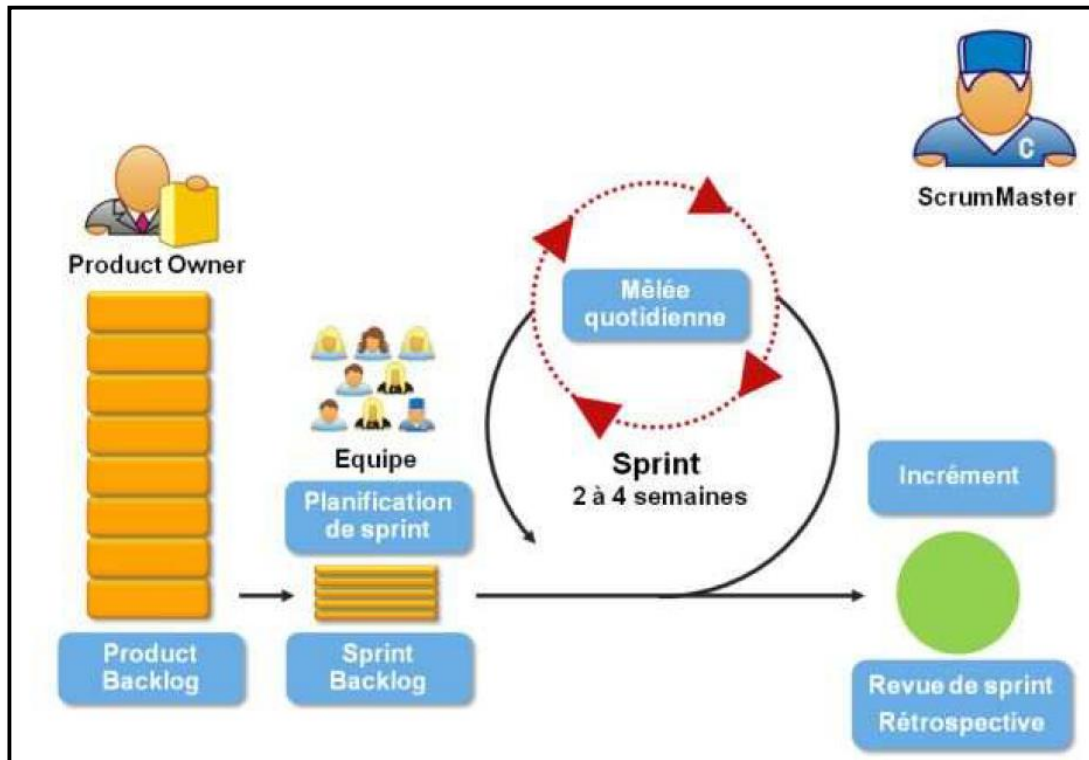 C
ScrumMaster
Product Owner
Mêlée
quotidienne
Equipe
Planification
de sprint
Sprint
2 à 4 semaines
Incrément
Product
Backlog
Sprint
Backlog
Revue de sprint
Rétrospective